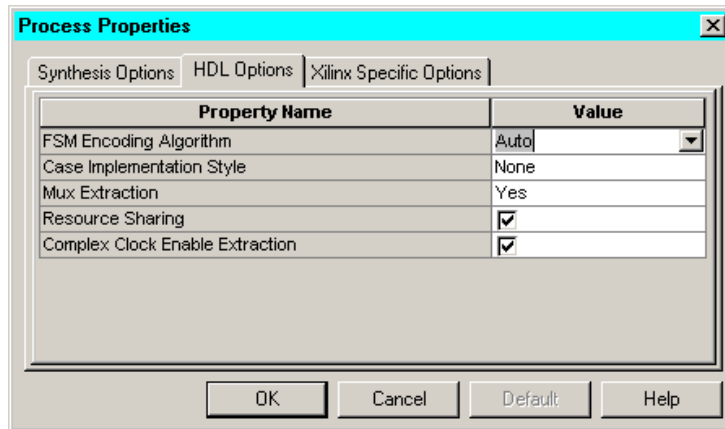 Process Properties
Synthesis Options HDL Options Xilinx Specific Options
Property Name Value
FSM Encoding Algorithm Auto
Case Implementation Style None
Mux Extraction Yes
Resource Sharing
Complex Clock Enable Extraction
OK Cancel Default Help